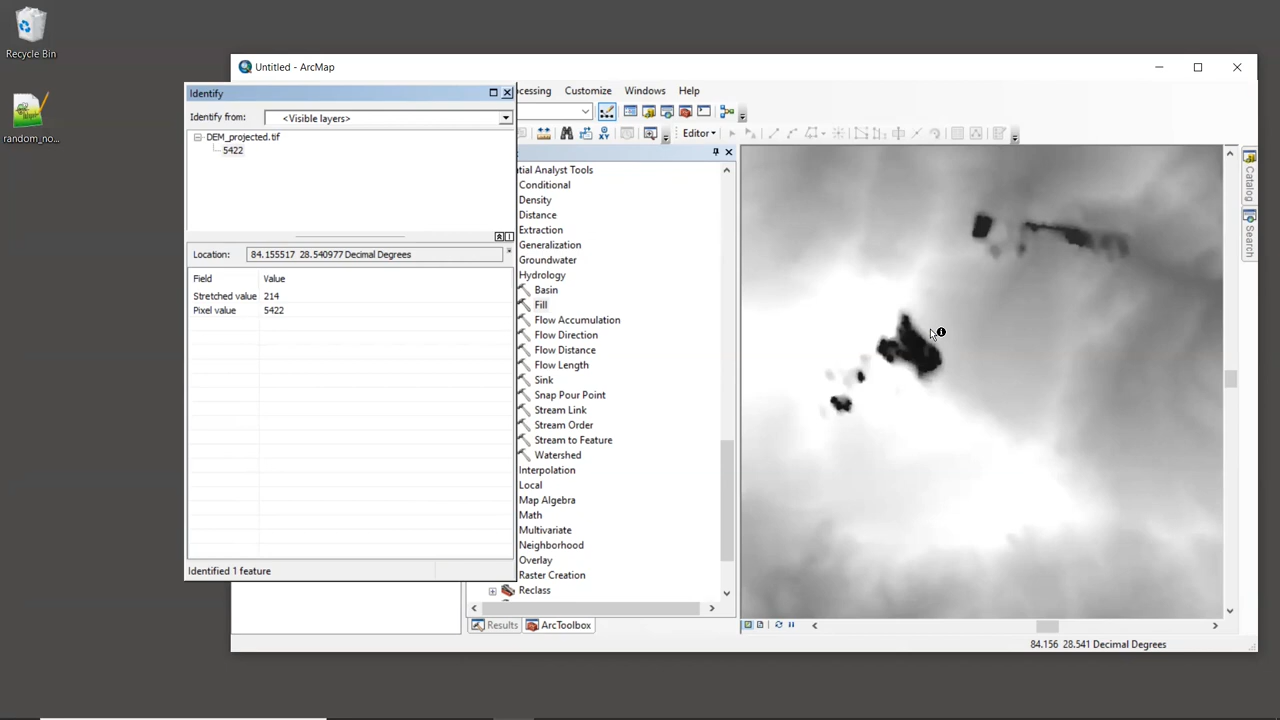 Recycle Bin
random_no...
Untitled - ArcMap
ocessing Customize Windows Help
Editor
Identify
Identify from: <Visible layers>
DEM_projected.tif
5422
Location: 84.155517 28.540977 Decimal Degrees
Field Value
Stretched value 214
Pixel value 5422
Identified 1 feature
ntial Analyst Tools
Conditional
Density
Distance
Extraction
Generalization
Groundwater
Hydrology
Basin
Fill
Flow Accumulation
Flow Direction
Flow Distance
Flow Length
Sink
Snap Pour Point
Stream Link
Stream Order
Stream to Feature
Watershed
Interpolation
Local
Map Algebra
Math
Multivariate
Neighborhood
Overlay
Raster Creation
Reclass
Results ArcToolbox
Catalog
Search
84.156 28.541 Decimal Degrees